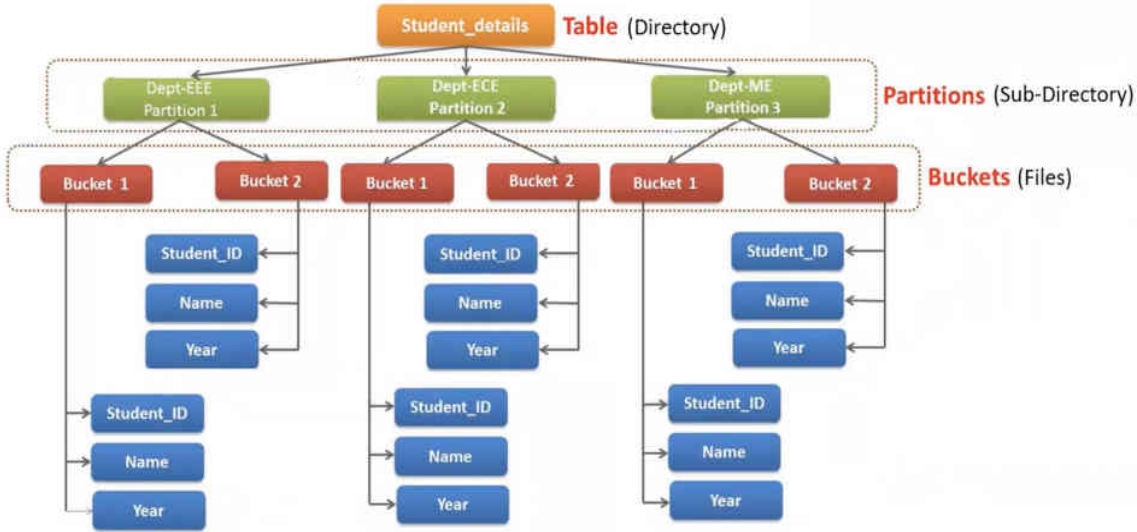 Student_details Table (Directory)
Dept-EEE
Partition 1
Dept-ECE
Partition 2
Dept-ME
Partition 3
Partitions (Sub-Directory)
Bucket 1
Bucket 2
Bucket 1
Bucket 2
Bucket 1
Bucket 2
Buckets (Files)
Student_ID
Name
Year
Student_ID
Name
Year
Student_ID
Name
Year
Student_ID
Name
Year
Student_ID
Name
Year
Student_ID
Name
Year